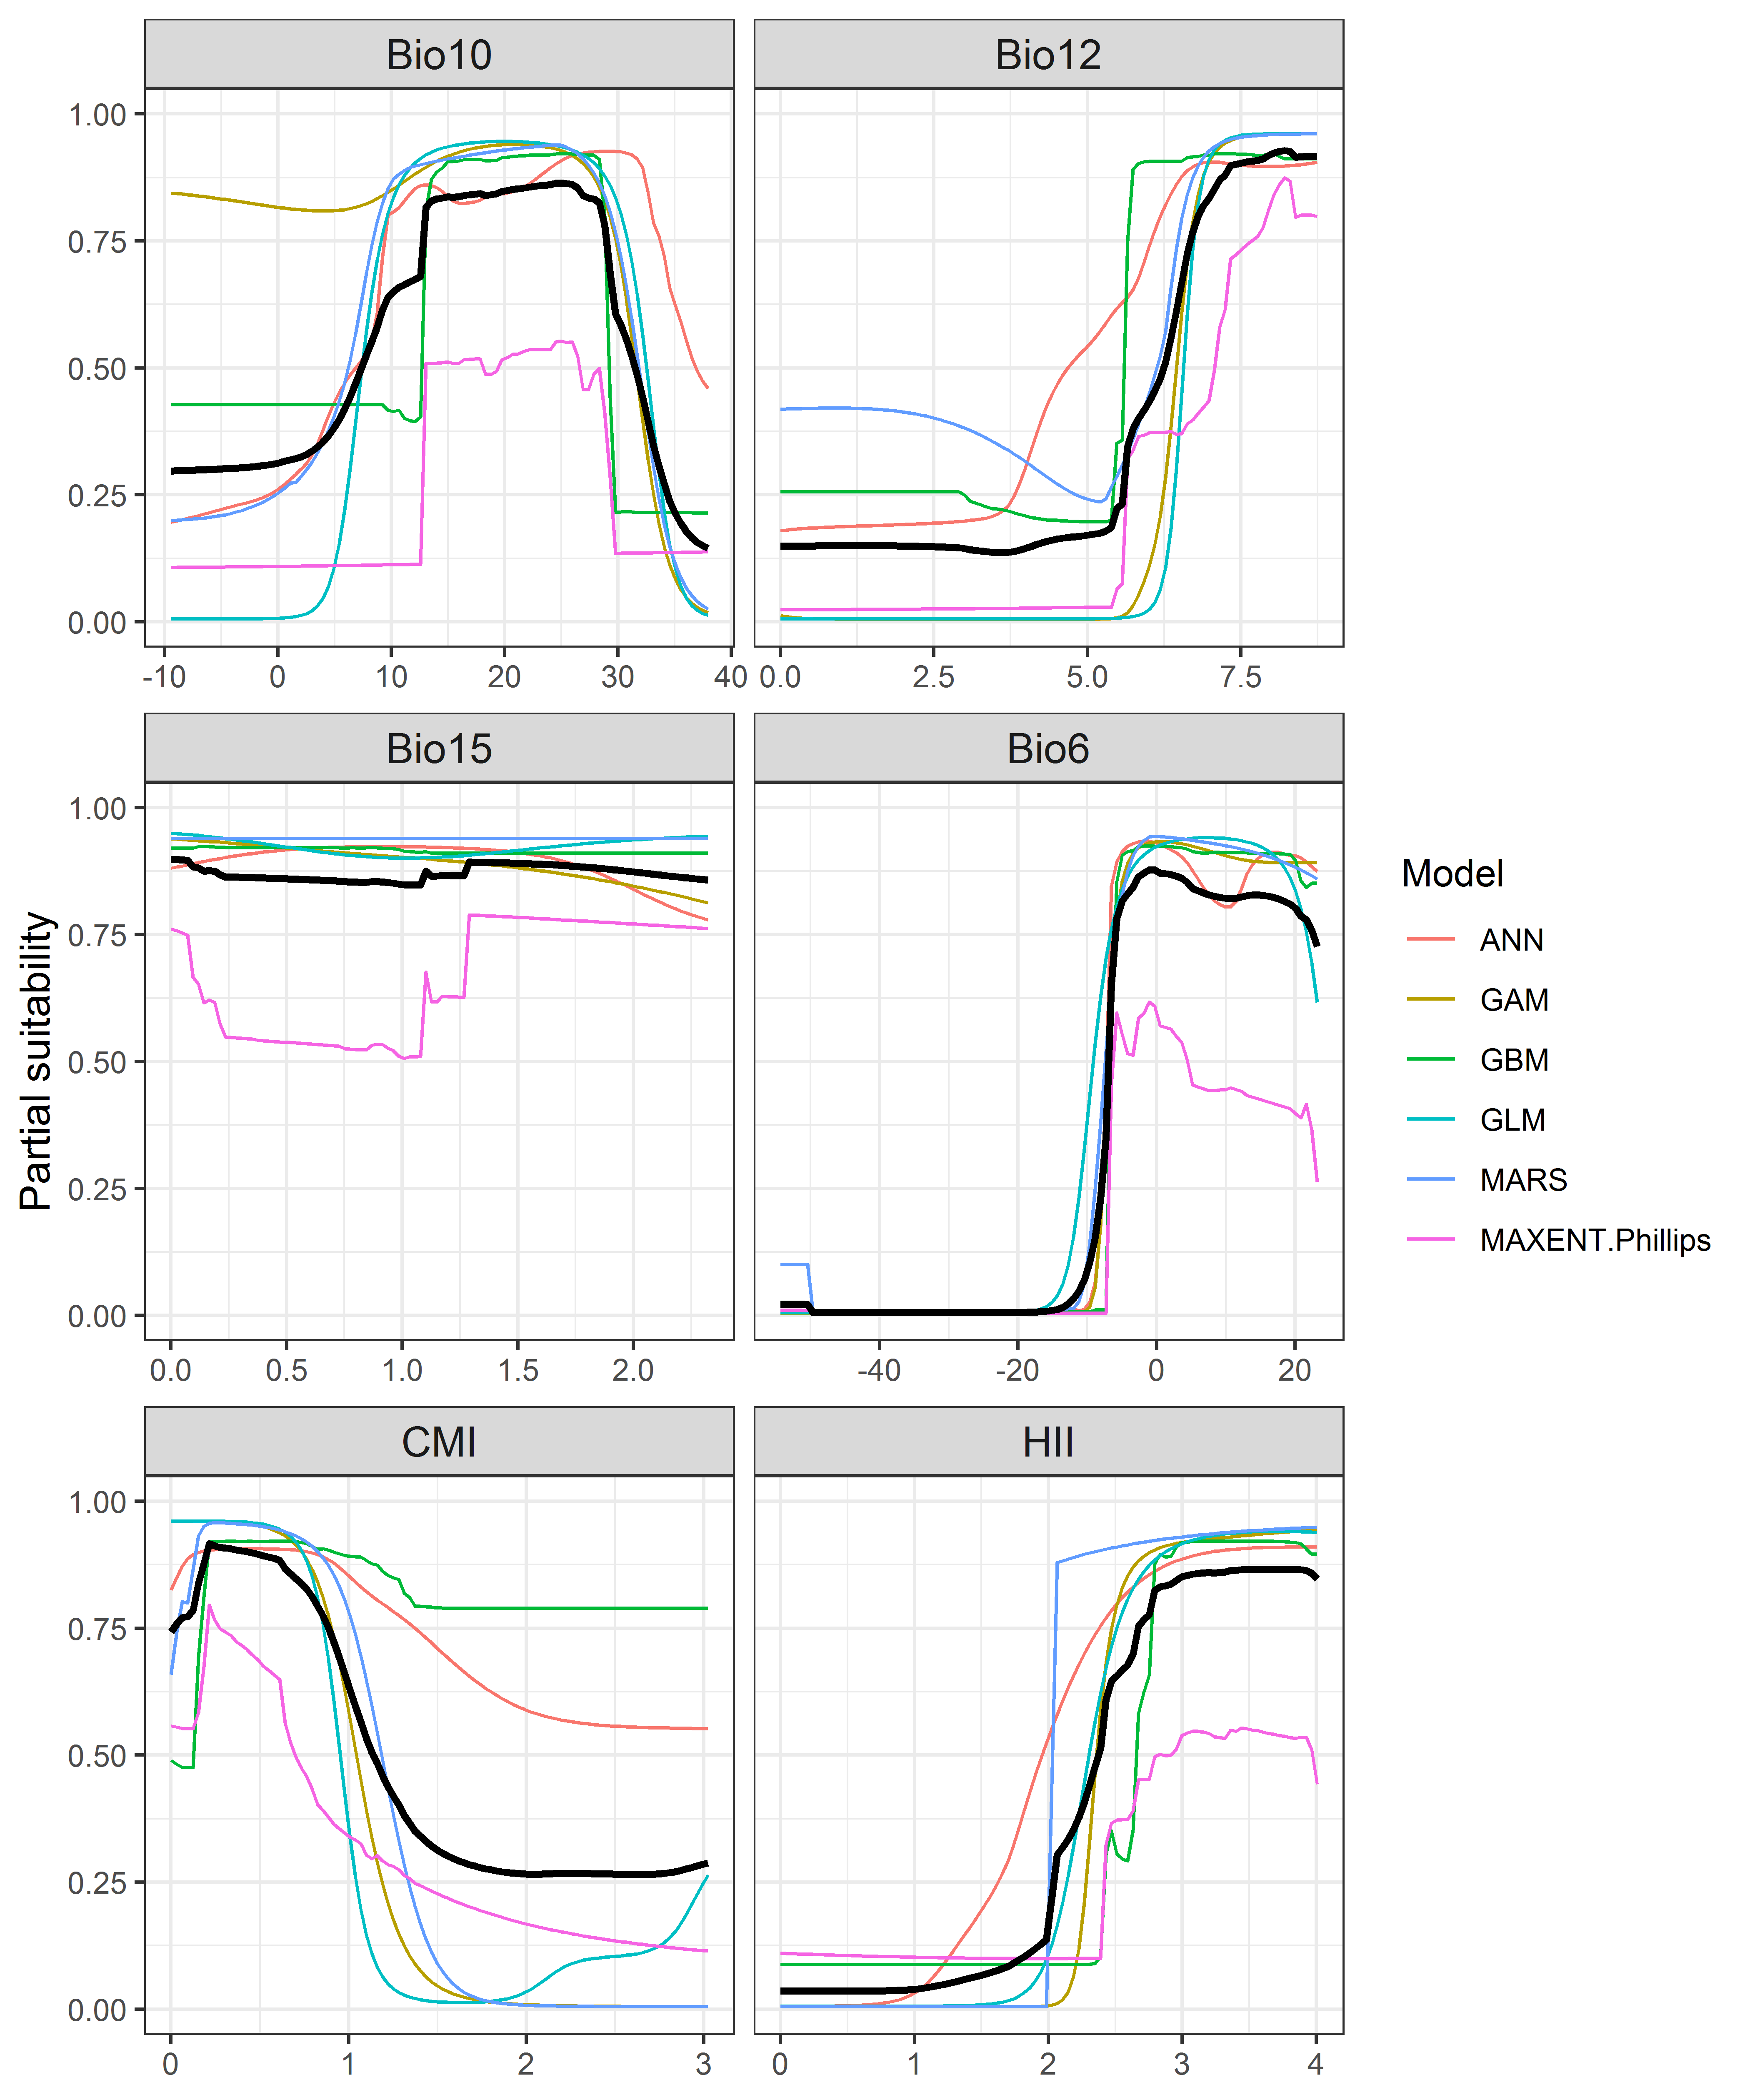 Bio10 Bio12
1.00
0.75
0.50
0.25
0.00
-10 0 10 20 30 40 0.0 2.5 5.0 7.5
Bio15 Bio6
1.00
0.75
0.50
0.25
0.00
0.0 0.5 1.0 1.5 2.0 -40 -20 0 20
CMI HII
1.00
0.75
0.50
0.25
0.00
0 1 2 3 0 1 2 3 4
Partial suitability
Model
ANN
GAM
GBM
GLM
MARS
MAXENT.Phillips